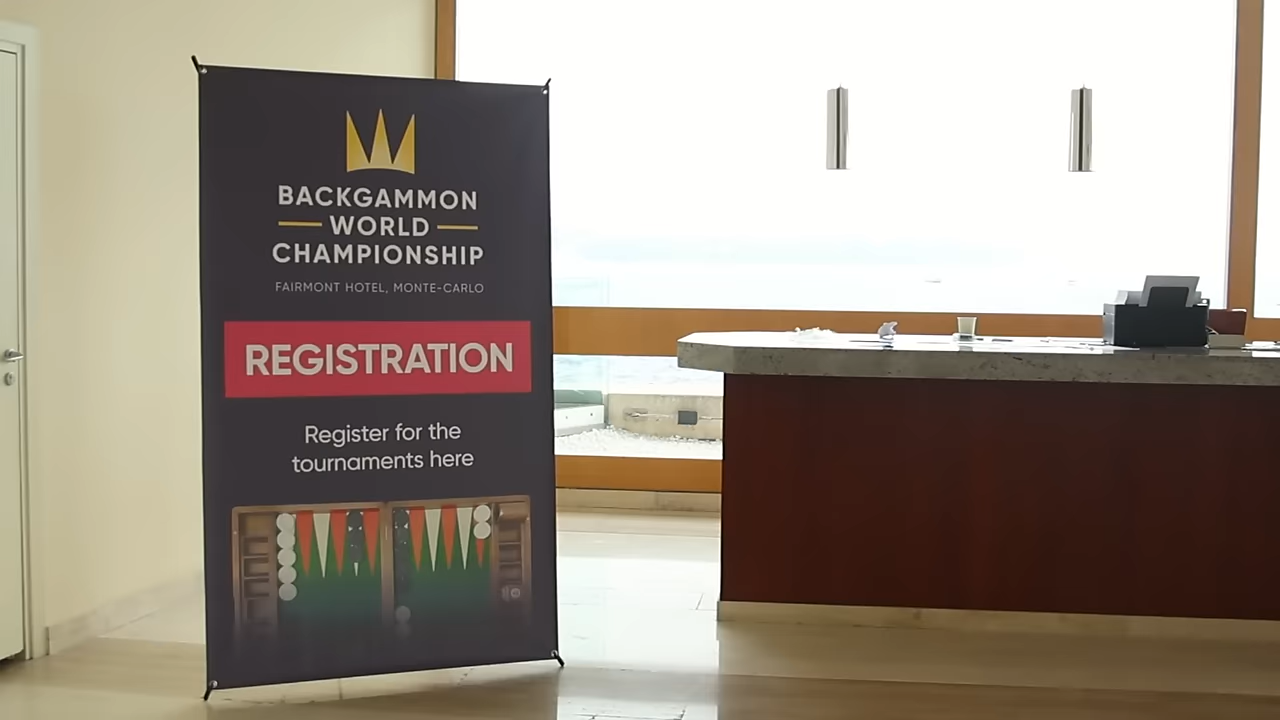 BACKGAMMON
WORLD
CHAMPIONSHIP
FAIRMONT HOTEL, MONTE-CARLO
REGISTRATION
Register for the
tournaments here